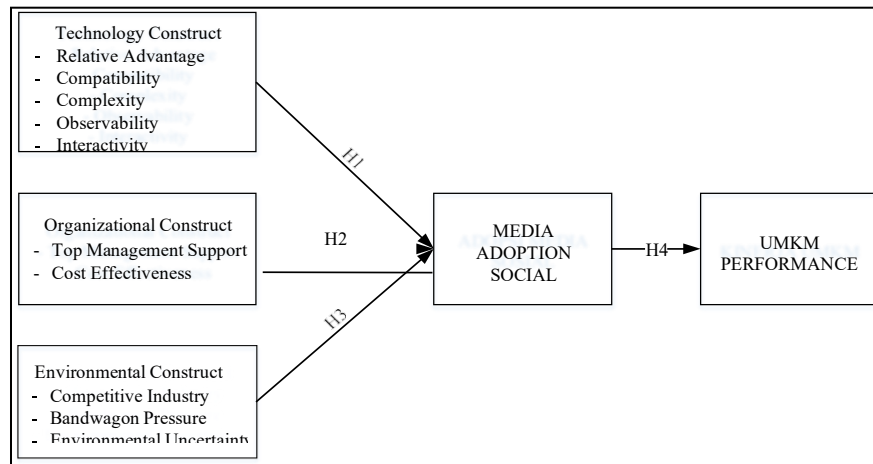 Technology Construct
- Relative Advantage
- Compatibility
- Complexity
- Observability
- Interactivity
H1
Organizational Construct
- Top Management Support
- Cost Effectiveness
H2
Environmental Construct
- Competitive Industry
- Bandwagon Pressure
- Environmental Uncertainty
H3
MEDIA
ADOPTION
SOCIAL
H4
UMKM
PERFORMANCE